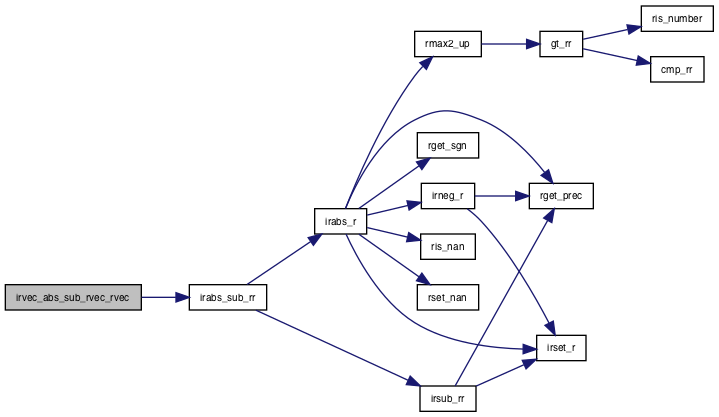 irvec_abs_sub_rvec_rvec
irabs_sub_rr
irabs_r
rmax2_up
gt_rr
ris_number
cmp_rr
rget_sgn
irneg_r
rget_prec
ris_nan
rset_nan
irset_r
irsub_rr